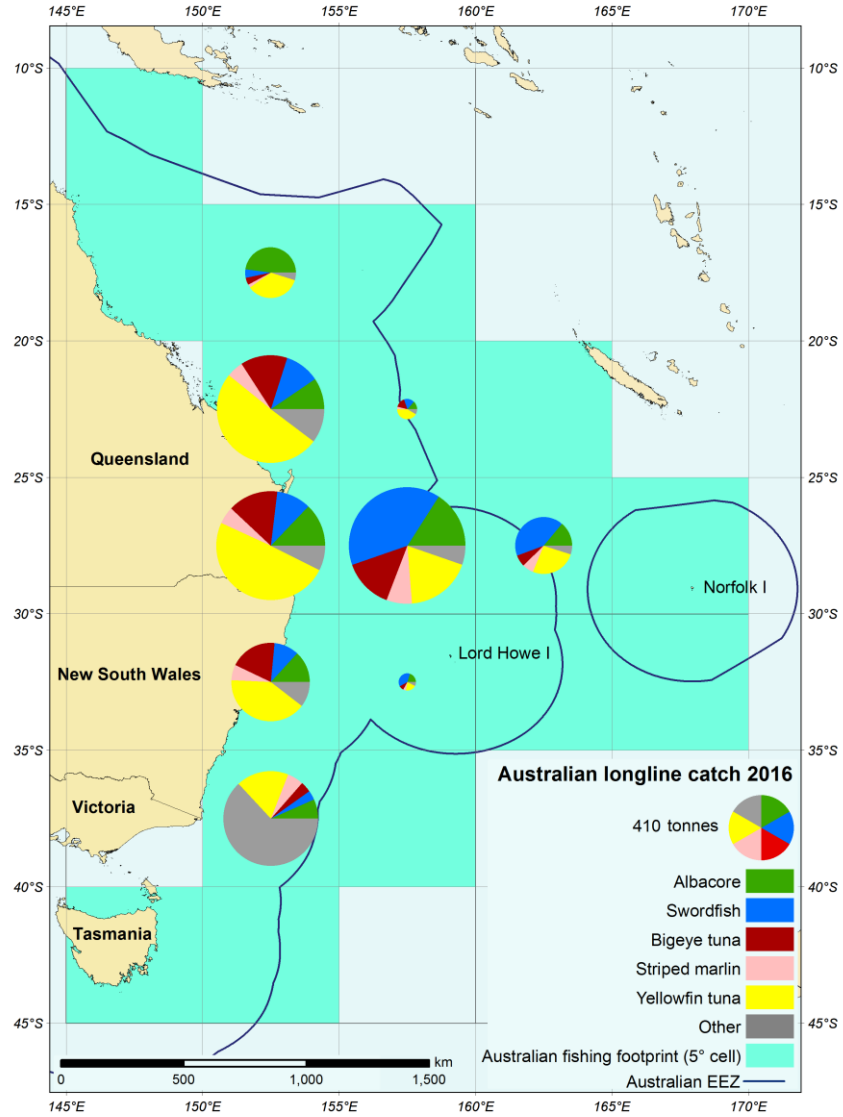 145°E 150°E 155°E 160°E 165°E 170°E
10°S 10°S
15°S 15°S
20°S 20°S
Queensland
25°S 25°S
Norfolk I
30°S 30°S
Lord Howe I
New South Wales
35°S 35°S
Australian longline catch 2016
Victoria
410 tonnes
Albacore
40°S 40°S
Swordfish
Tasmania
Bigeye tuna
Striped marlin
Yellowfin tuna
45°S 45°S
Other
Australian fishing footprint (5° cell)
km
0 500 1,000 1,500
Australian EEZ
145°E 150°E 155°E 160°E 165°E 170°E